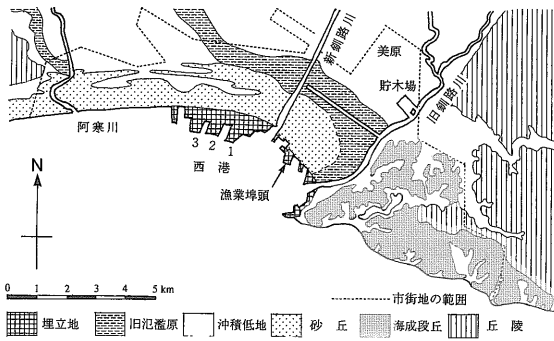 美原
新釧路川
貯木場
旧釧路川
阿寒川
3 2 1
西港
漁業埠頭
N
0 1 2 3 4 5 km
市街地の範囲
埋立地 旧氾濫原 沖積低地 砂丘 海成段丘 丘陵